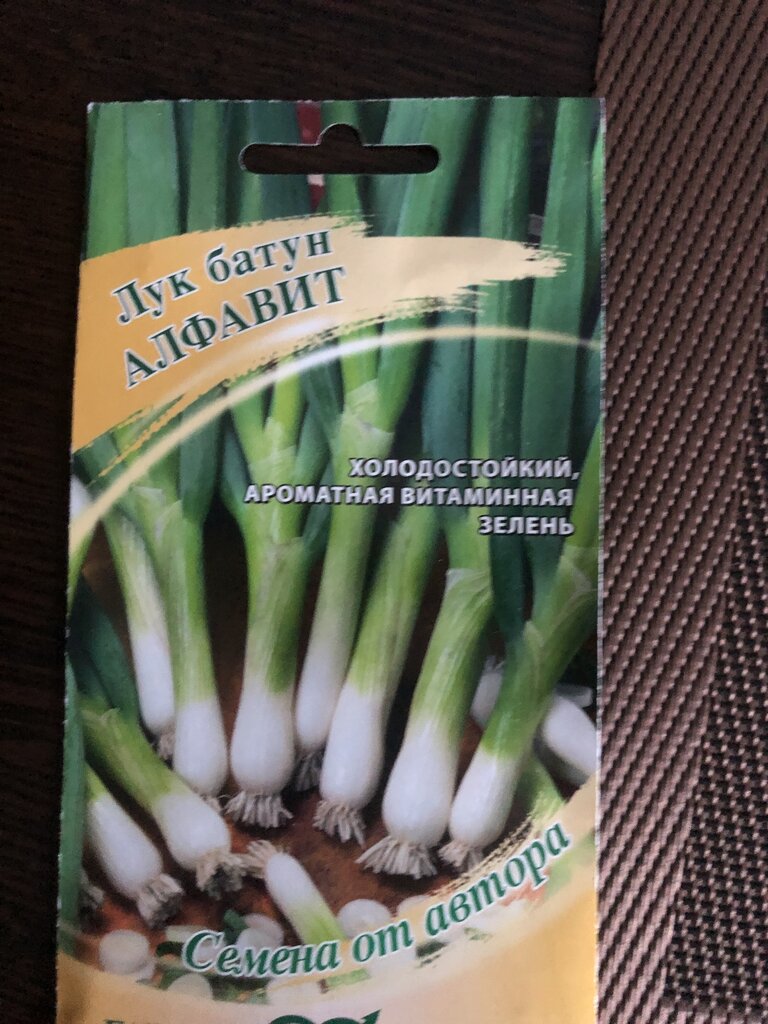 Лук батун
АЛФАВИТ
ХОЛОДОСТОЙКИЙ,
АРОМАТНАЯ ВИТАМИННАЯ
ЗЕЛЕНЬ
Семена от автора